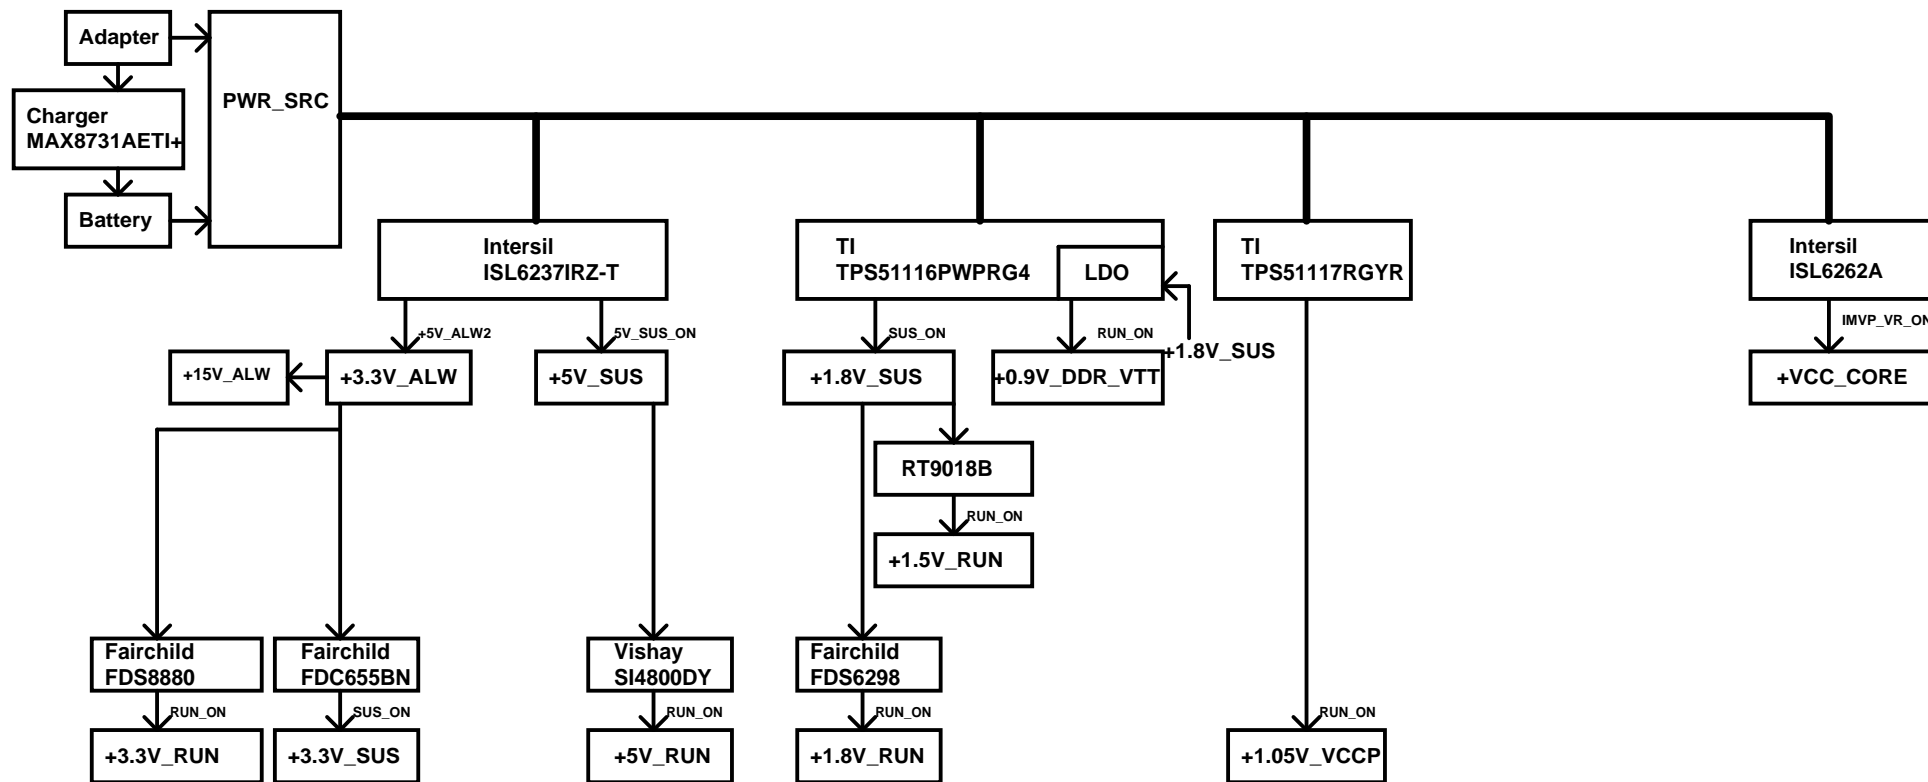 Adapter
PWR_SRC
Charger
MAX8731AETI+
Battery
Intersil
ISL6237IRZ-T
TI
TPS51116PWPRG4
LDO
TI
TPS51117RGYR
Intersil
ISL6262A
+5V_ALW2
5V_SUS_ON
SUS_ON
RUN_ON
+1.8V_SUS
IMVP_VR_ON
+15V_ALW
+3.3V_ALW
+5V_SUS
+1.8V_SUS
+0.9V_DDR_VTT
+VCC_CORE
RT9018B
RUN_ON
+1.5V_RUN
Fairchild
FDS8880
Fairchild
FDC655BN
Vishay
SI4800DY
Fairchild
FDS6298
RUN_ON
SUS_ON
RUN_ON
RUN_ON
RUN_ON
+3.3V_RUN
+3.3V_SUS
+5V_RUN
+1.8V_RUN
+1.05V_VCCP